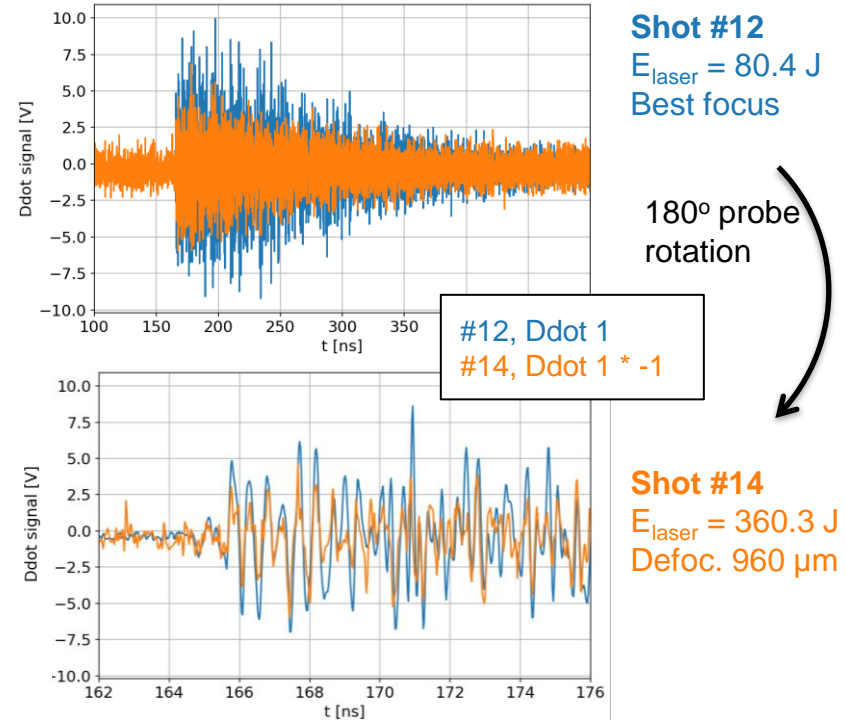 10.0
7.5
5.0
2.5
0.0
−2.5
−5.0
−7.5
−10.0
Ddot signal [V]
100 150 200 250 300 350
t [ns]
Shot #12
E_laser = 80.4 J
Best focus
180º probe
rotation
#12, Ddot 1
#14, Ddot 1 * -1
10.0
7.5
5.0
2.5
0.0
−2.5
−5.0
−7.5
-10.0
Ddot signal [V]
162 164 166 168 170 172 174 176
t [ns]
Shot #14
E_laser = 360.3 J
Defoc. 960 µm